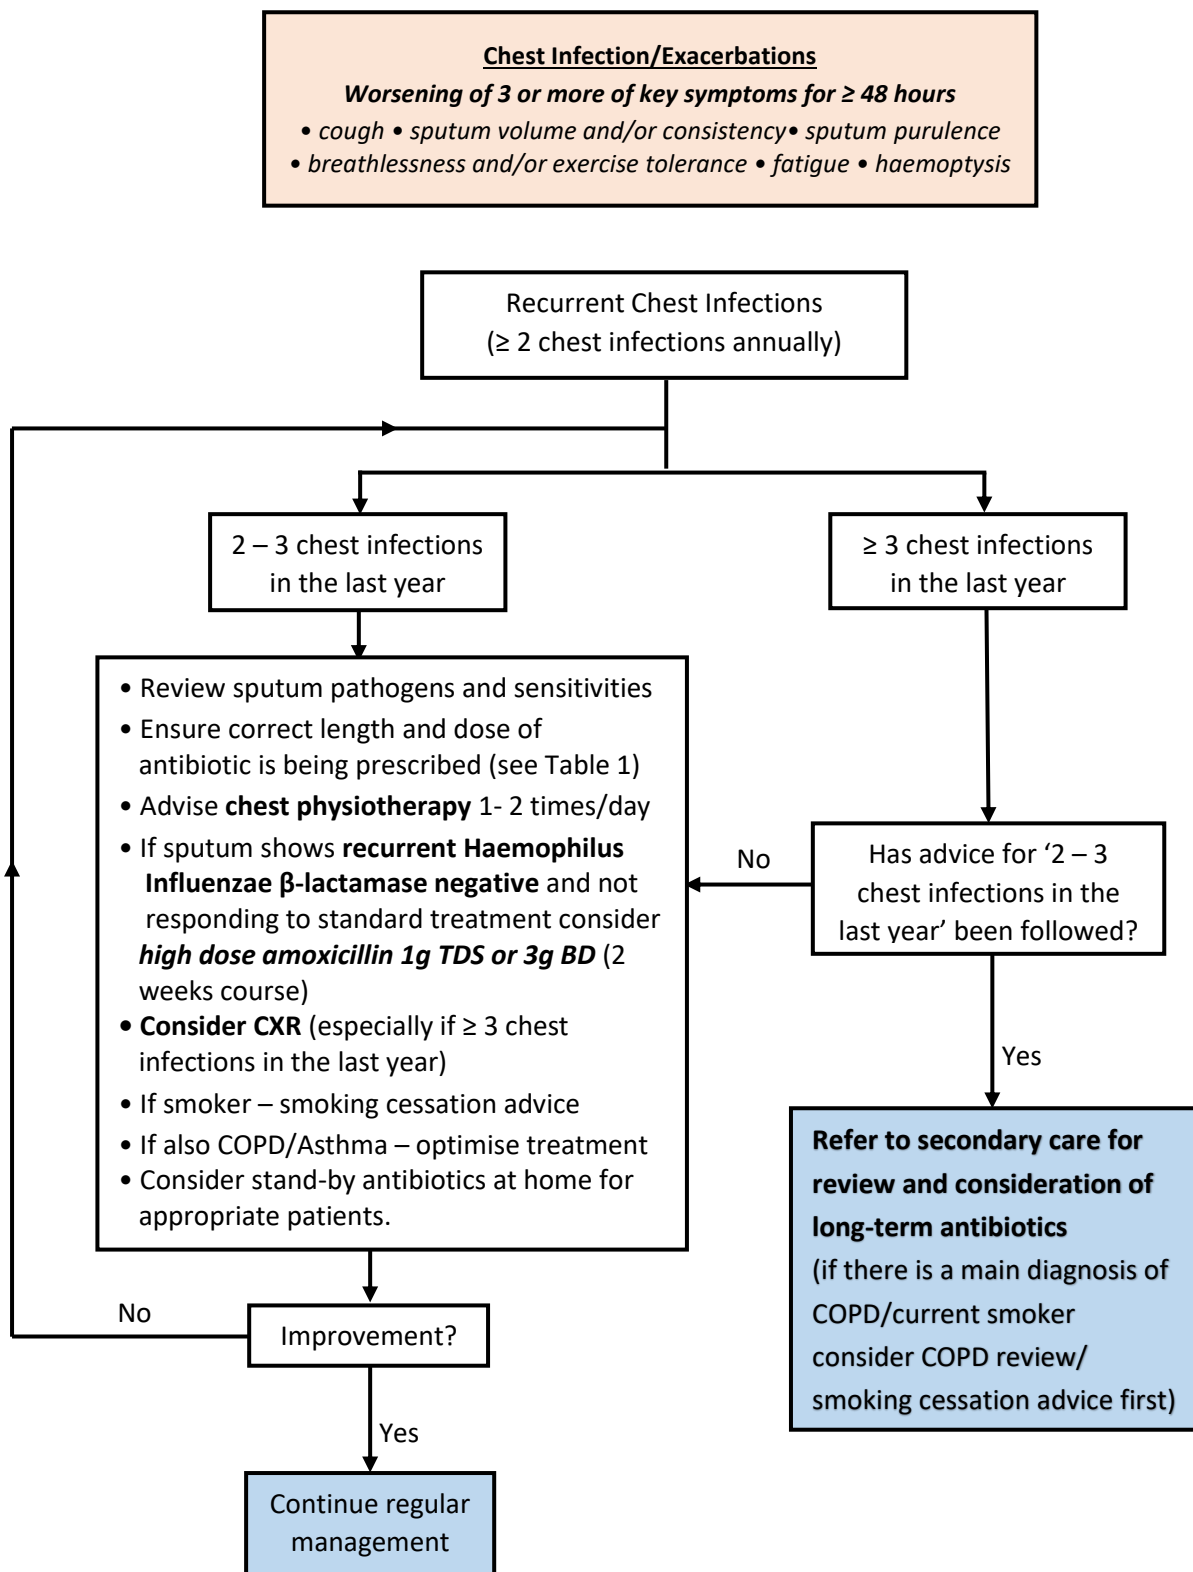 Chest Infection/Exacerbations
Worsening of 3 or more of key symptoms for ≥ 48 hours
• cough • sputum volume and/or consistency• sputum purulence
• breathlessness and/or exercise tolerance • fatigue • haemoptysis
Recurrent Chest Infections
(≥ 2 chest infections annually)
2 – 3 chest infections
in the last year
≥ 3 chest infections
in the last year
• Review sputum pathogens and sensitivities
• Ensure correct length and dose of
antibiotic is being prescribed (see Table 1)
• Advise chest physiotherapy 1- 2 times/day
• If sputum shows recurrent Haemophilus
Influenzae β-lactamase negative and not
responding to standard treatment consider
high dose amoxicillin 1g TDS or 3g BD (2
weeks course)
• Consider CXR (especially if ≥ 3 chest
infections in the last year)
• If smoker – smoking cessation advice
• If also COPD/Asthma – optimise treatment
• Consider stand-by antibiotics at home for
appropriate patients.
No
Has advice for ‘2 – 3
chest infections in the
last year’ been followed?
Yes
Refer to secondary care for
review and consideration of
long-term antibiotics
(if there is a main diagnosis of
COPD/current smoker
consider COPD review/
smoking cessation advice first)
No
Improvement?
Yes
Continue regular
management